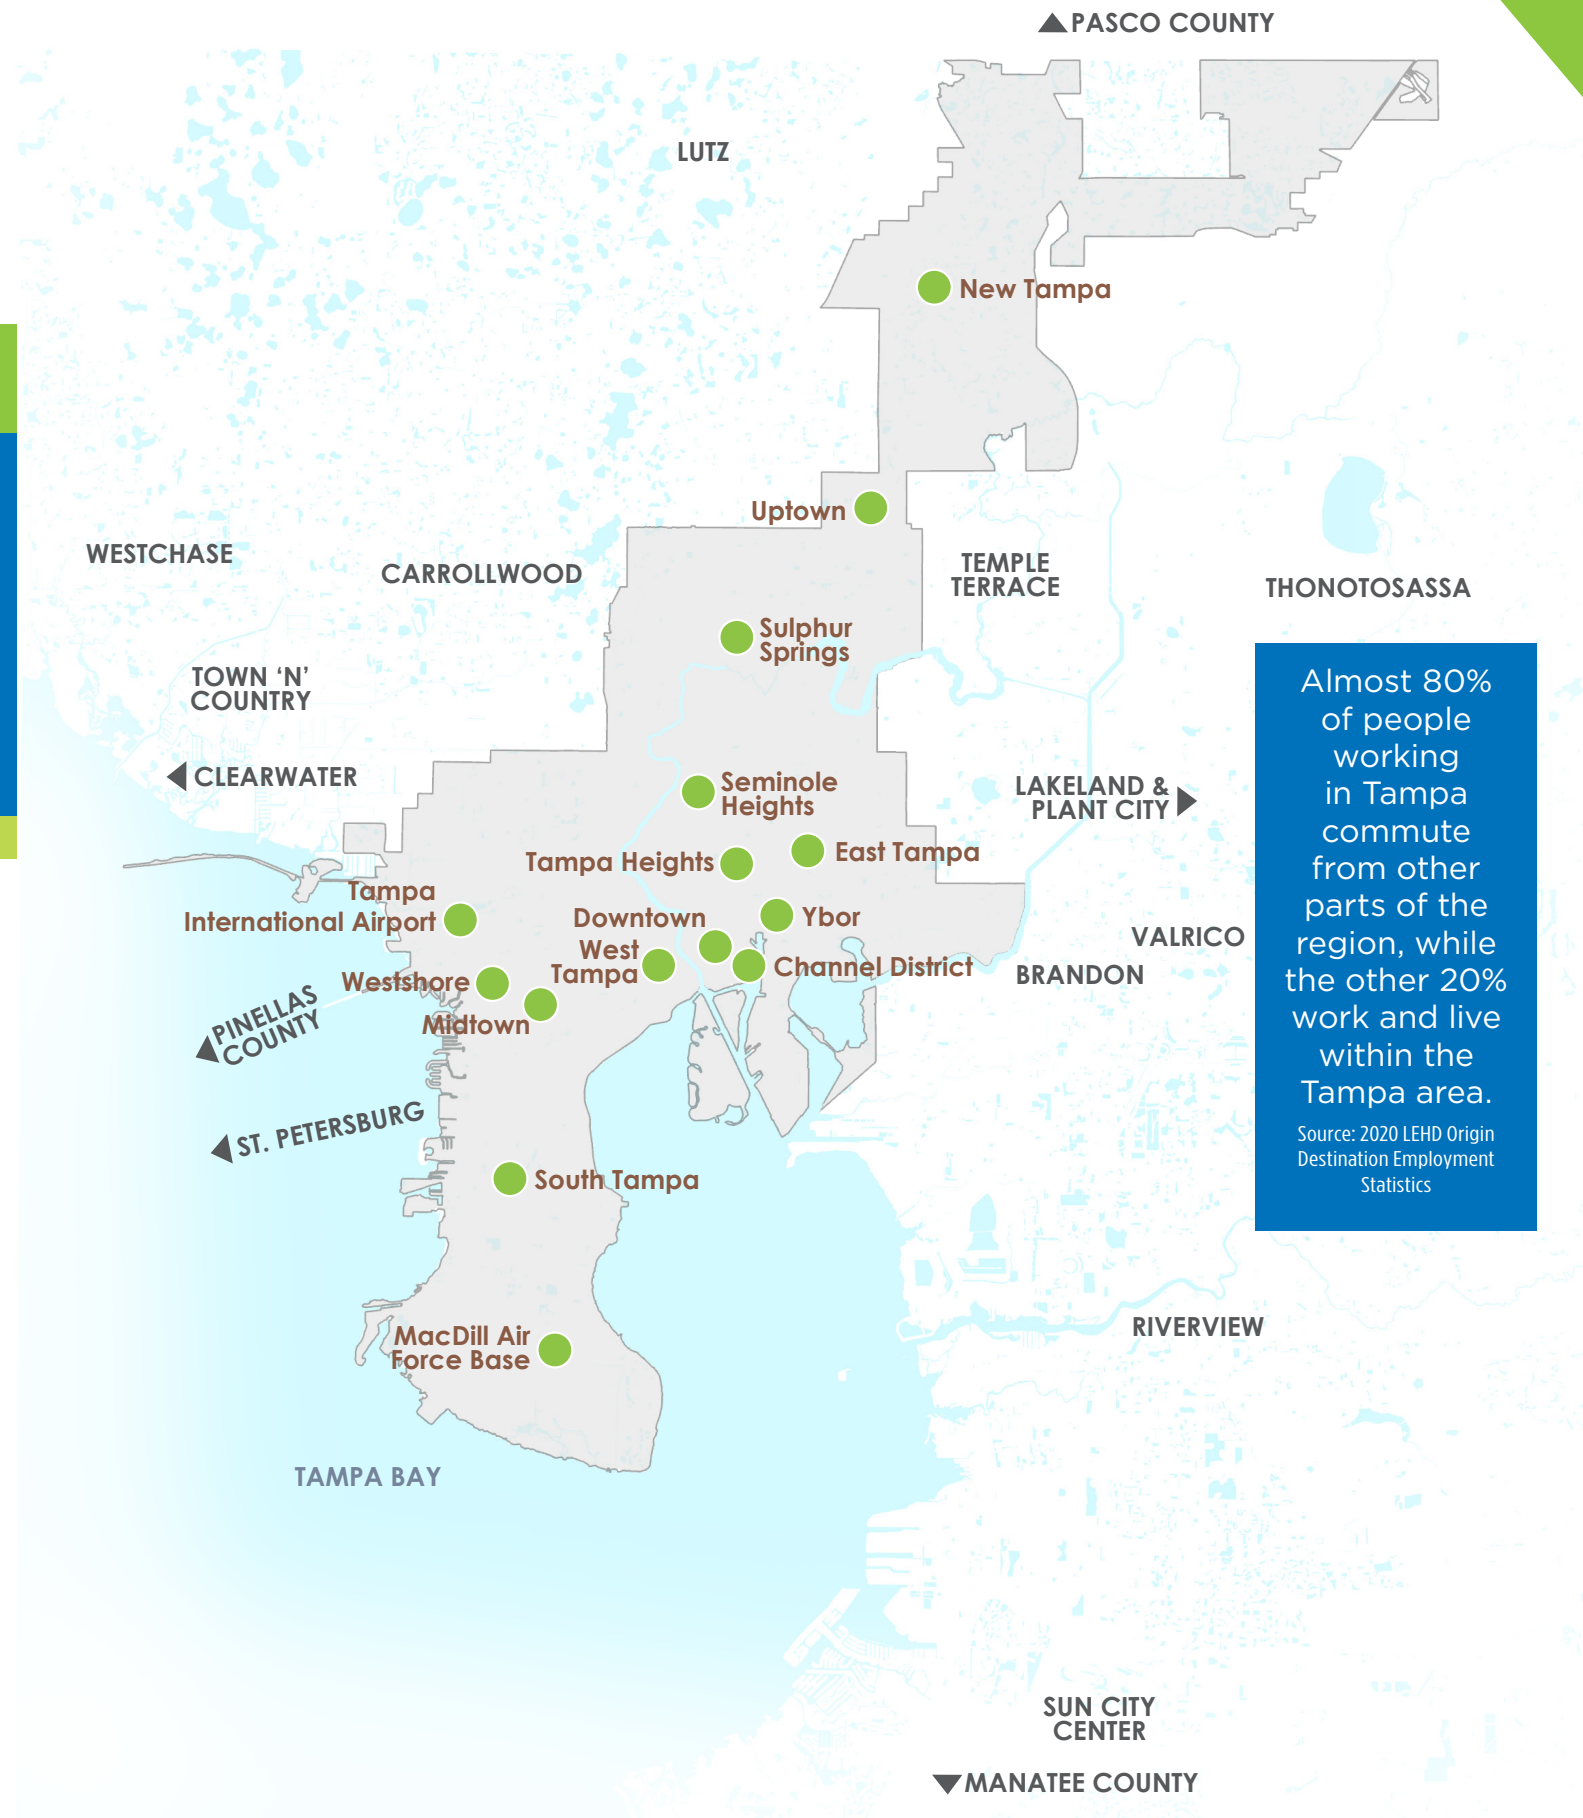 PASCO COUNTY
LUTZ
New Tampa
Uptown
WESTCHASE
CARROLLWOOD
TEMPLE
TERRACE
THONOTOSASSA
Sulphur
Springs
TOWN ‘N’
COUNTRY
CLEARWATER
Seminole
Heights
LAKELAND &
PLANT CITY
Tampa Heights
East Tampa
Tampa
International Airport
Downtown
Ybor
West
Tampa
Channel District
VALRICO
BRANDON
Westshore
Midtown
PINELLAS
COUNTY
ST. PETERSBURG
South Tampa
Almost 80%
of people
working
in Tampa
commute
from other
parts of the
region, while
the other 20%
work and live
within the
Tampa area.
Source: 2020 LEHD Origin
Destination Employment
Statistics
MacDill Air
Force Base
RIVERVIEW
TAMPA BAY
SUN CITY
CENTER
MANATEE COUNTY